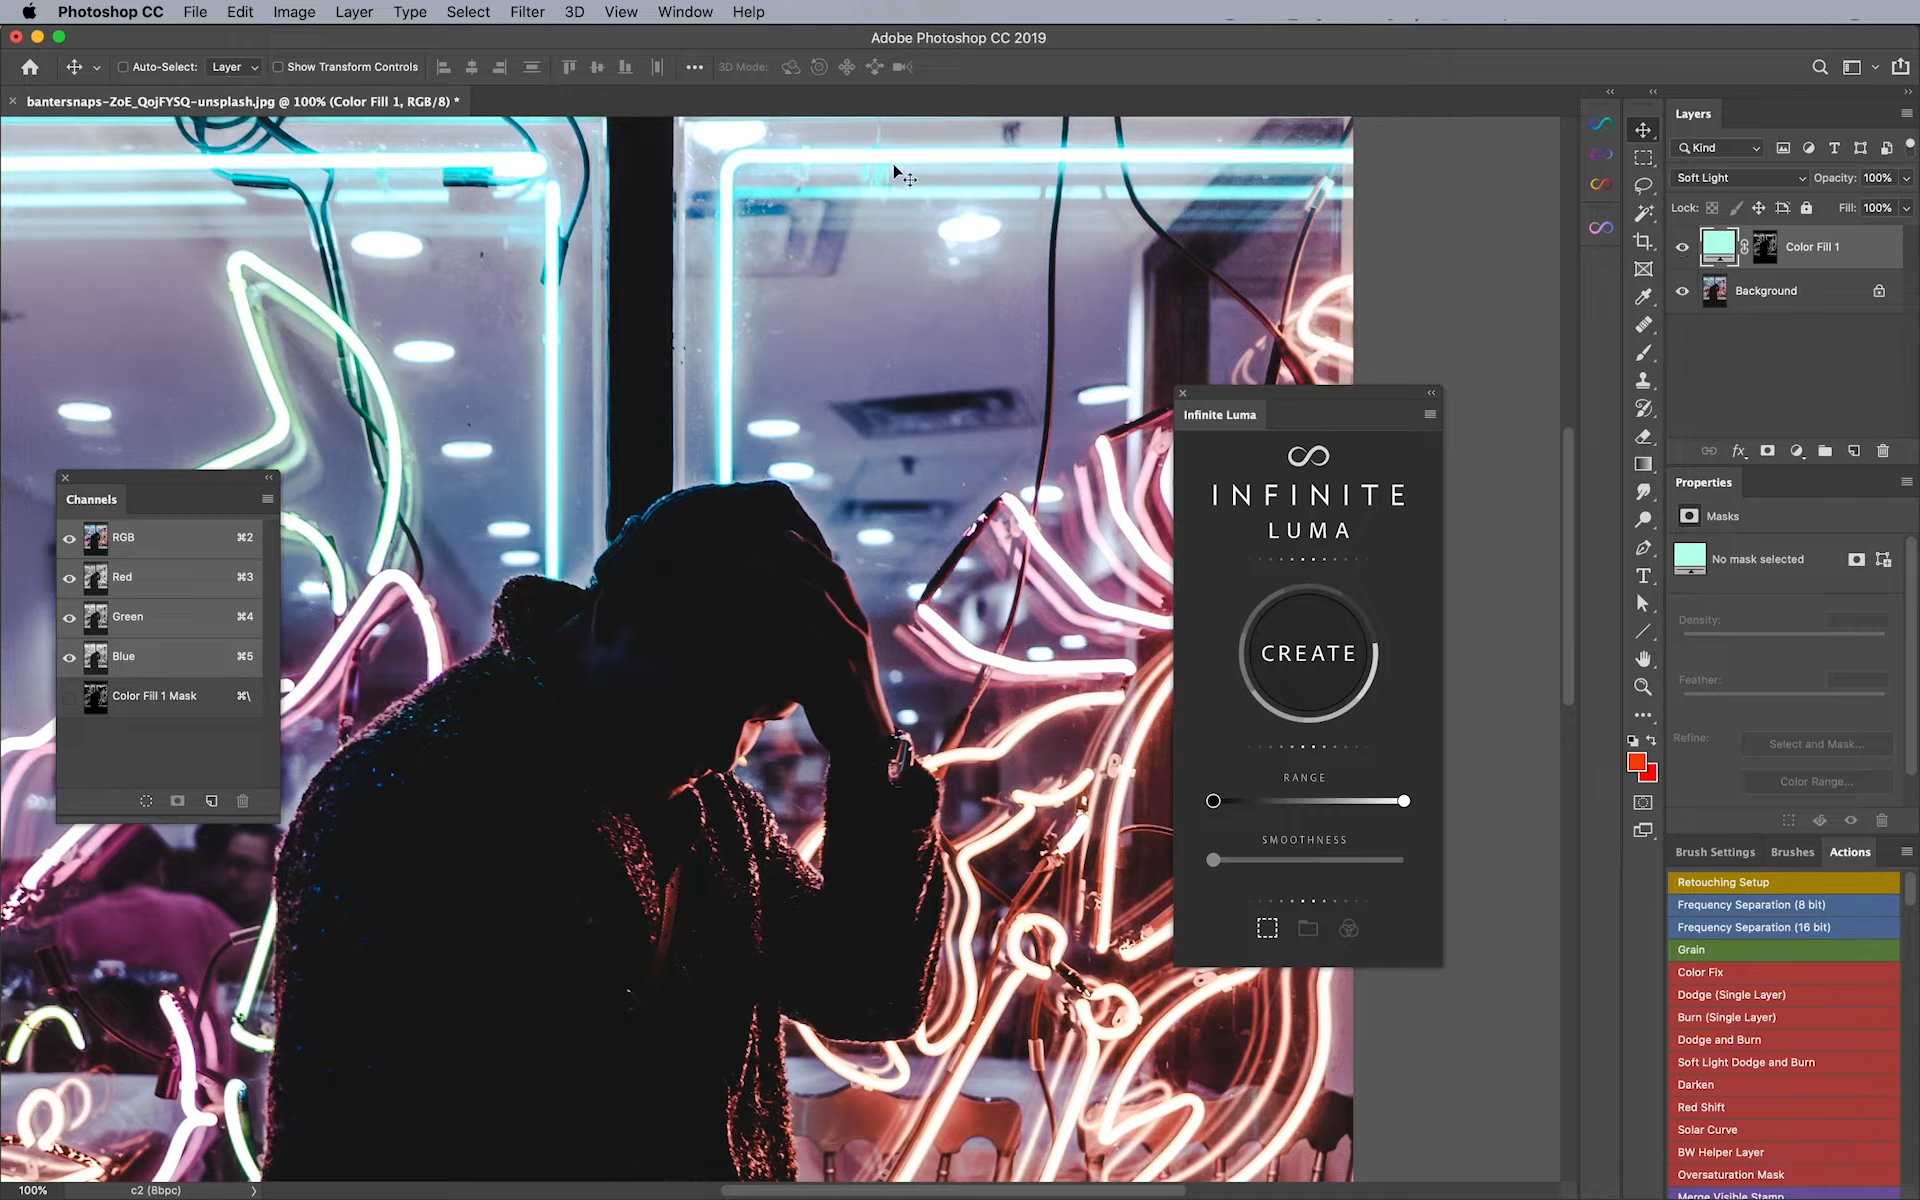 Photoshop CC File Edit Image Layer Type Select Filter 3D View Window Help
Adobe Photoshop CC 2019
Auto-Select: Layer Show Transform Controls 3D Mode:
bantersnaps-ZoE_QojFYSQ-unsplash.jpg @ 100% (Color Fill 1, RGB/8) *
Channels
RGB ⌘2
Red ⌘3
Green ⌘4
Blue ⌘5
Color Fill 1 Mask ⌘\
Infinite Luma
INFINITE
LUMA
CREATE
RANGE
SMOOTHNESS
Layers
Kind
Soft Light Opacity: 100%
Lock: Fill: 100%
Color Fill 1
Background
Properties
Masks
No mask selected
Density:
Feather:
Refine: Select and Mask...
Color Range...
Brush Settings Brushes Actions
Retouching Setup
Frequency Separation (8 bit)
Frequency Separation (16 bit)
Grain
Color Fix
Dodge (Single Layer)
Burn (Single Layer)
Dodge and Burn
Soft Light Dodge and Burn
Darken
Red Shift
Solar Curve
BW Helper Layer
Oversaturation Mask
Merge Visible Stamp
100% c2 (8bpc)